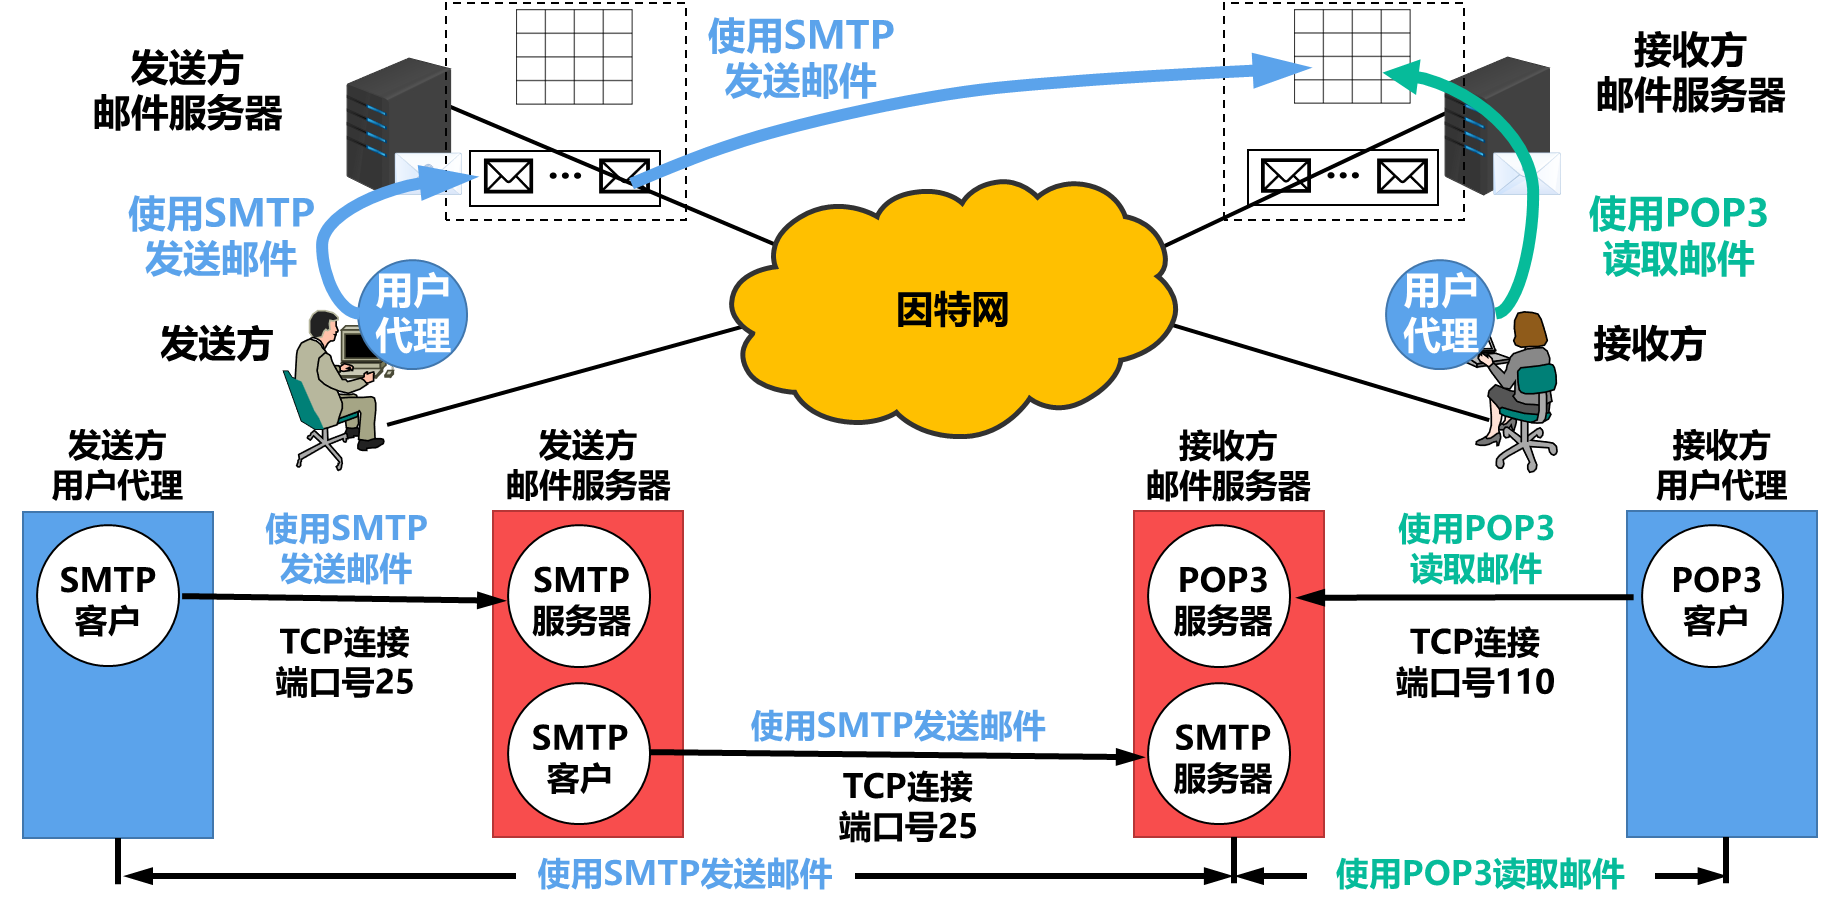 使用SMTP
发送邮件
发送方
邮件服务器
接收方
邮件服务器
使用SMTP
发送邮件
使用POP3
读取邮件
用户
代理
用户
代理
因特网
发送方
接收方
发送方
用户代理
发送方
邮件服务器
接收方
邮件服务器
接收方
用户代理
SMTP
客户
使用SMTP
发送邮件
TCP连接
端口号25
SMTP
服务器
SMTP
客户
使用SMTP发送邮件
TCP连接
端口号25
POP3
服务器
SMTP
服务器
使用POP3
读取邮件
TCP连接
端口号110
POP3
客户
使用SMTP发送邮件
使用POP3读取邮件